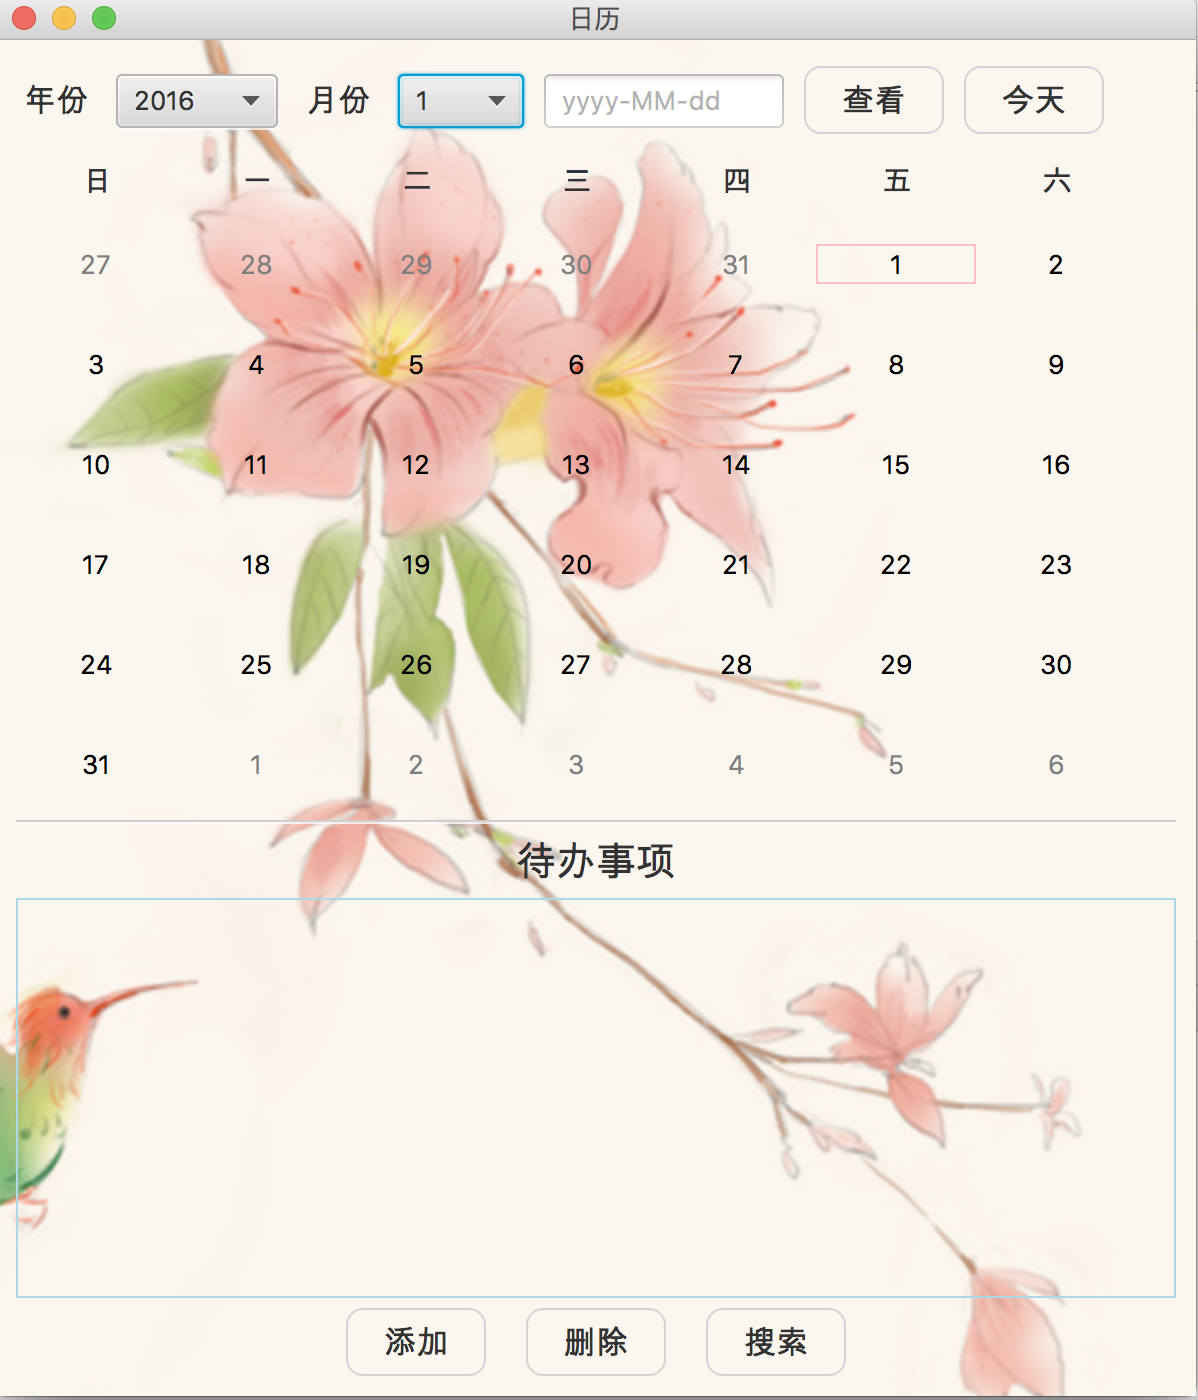 日历
年份 2016 月份 1 yyyy-MM-dd 查看 今天
日 一 二 三 四 五 六
27 28 29 30 31 1 2
3 4 5 6 7 8 9
10 11 12 13 14 15 16
17 18 19 20 21 22 23
24 25 26 27 28 29 30
31 1 2 3 4 5 6
待办事项
添加 删除 搜索